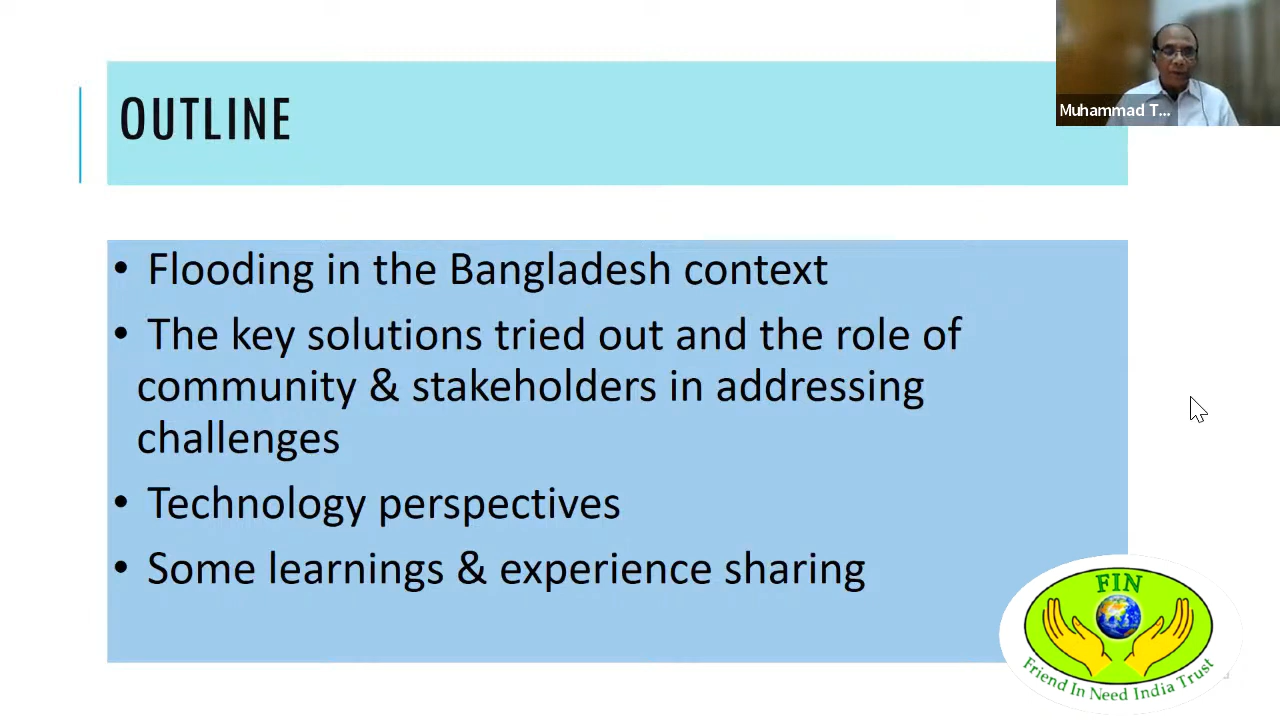 OUTLINE
Muhammad T...
• Flooding in the Bangladesh context
• The key solutions tried out and the role of
community & stakeholders in addressing
challenges
• Technology perspectives
• Some learnings & experience sharing
FIN
Friend In Need India Trust